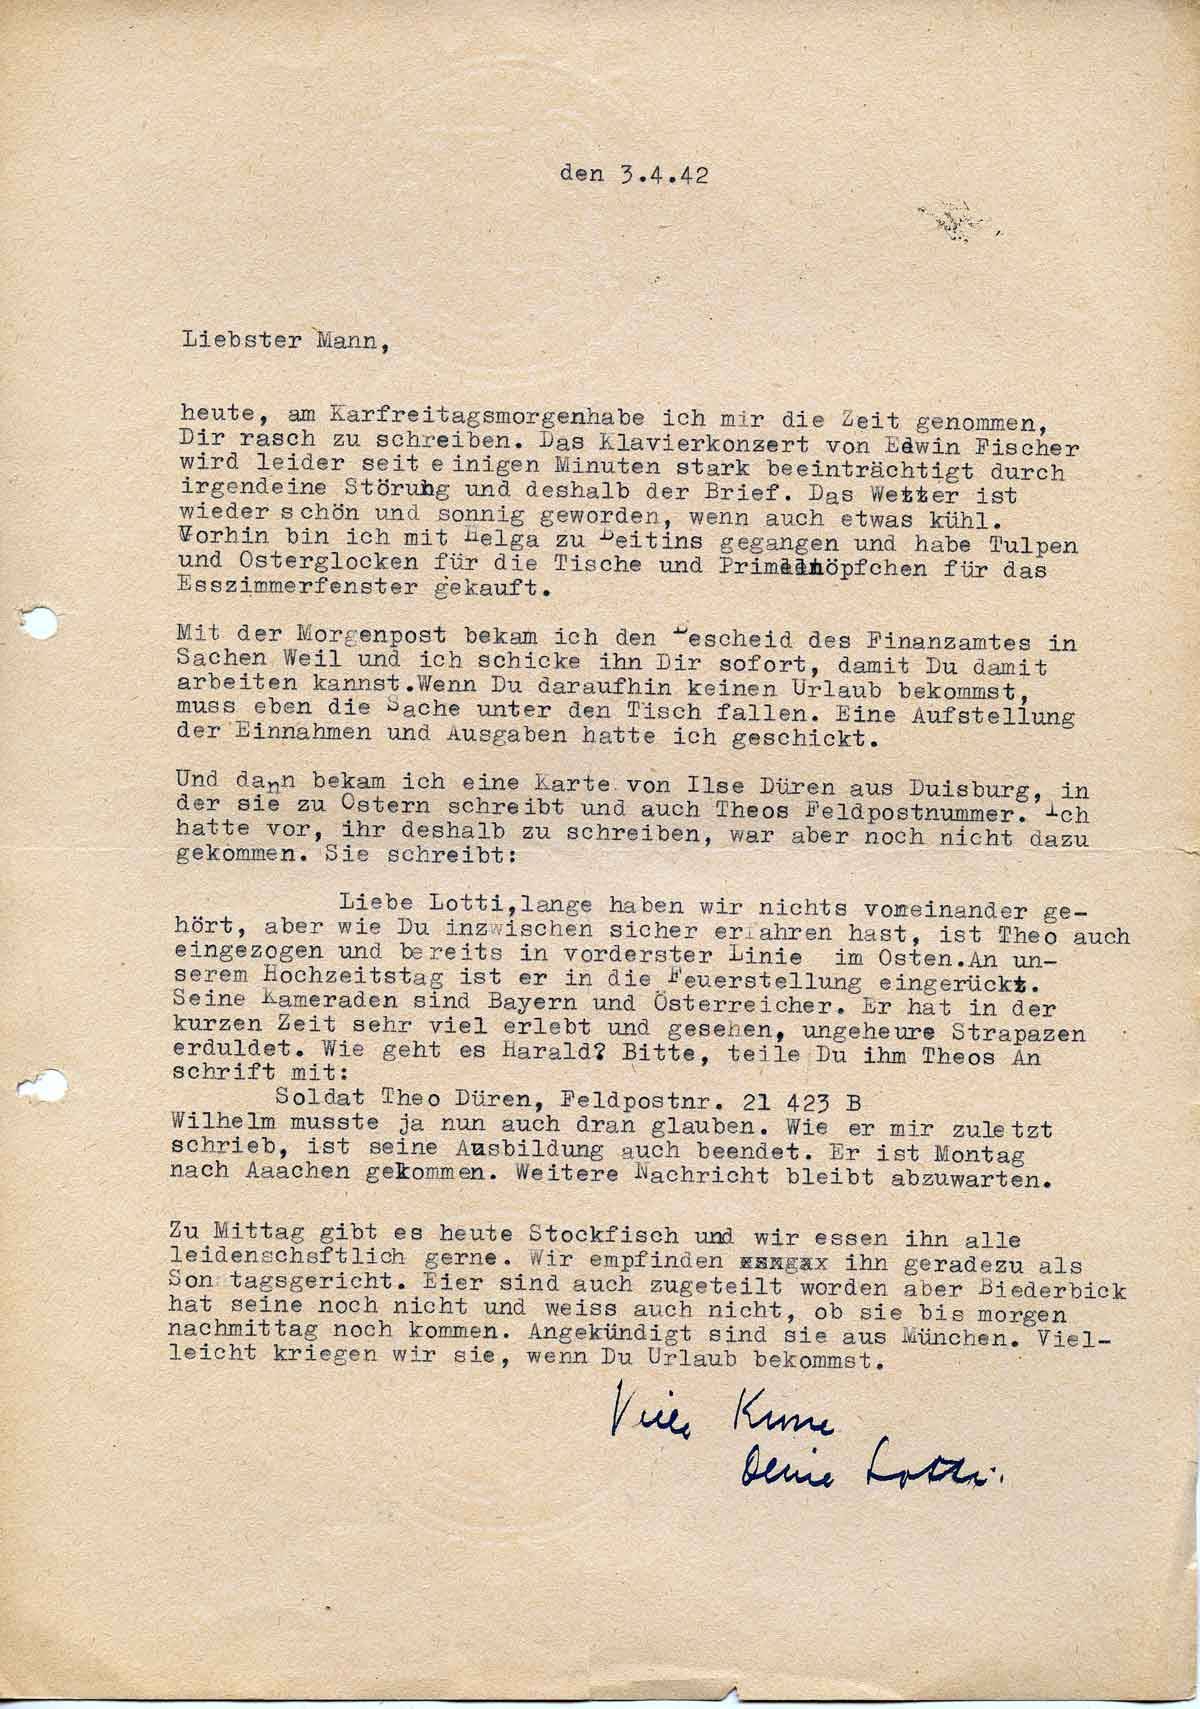 den 3.4.42
Liebster Mann,
heute, am Karfreitagsmorgenhabe ich mir die Zeit genommen,
Dir rasch zu schreiben. Das Klavierkonzert von Edwin Fischer
wird leider seit einigen Minuten stark beeinträchtigt durch
irgendeine Störung und deshalb der Brief. Das Wetter ist
wieder schön und sonnig geworden, wenn auch etwas kühl.
Vorhin bin ich mit Helga zu Deitins gegangen und habe Tulpen
und Osterglocken für die Tische und
für das
Esszimmerfenster gekauft.
Mit der Morgenpost bekam ich den Bescheid des Finanzamtes in
Sachen Weil und ich schicke ihn Dir sofort, damit Du damit
arbeiten kannst.Wenn Du daraufhin keinen Urlaub bekommst,
muss eben die Sache unter den Tisch fallen. Eine Aufstellung
der Einnahmen und Ausgaben hatte ich geschickt.
Und dann bekam ich eine Karte von Ilse Düren aus Duisburg, in
der sie zu Ostern schreibt und auch Theos Feldpostnummer. Ich
hatte vor, ihr deshalb zu schreiben, war aber noch nicht dazu
gekommen. Sie schreibt:
Liebe Lotti,lange haben wir nichts voneinander ge-
hört, aber wie Du inzwischen sicher erfahren hast, ist Theo auch
eingezogen und bereits in vorderster Linie im Osten.An un-
serem Hochzeitstag ist er in die Feuerstellung eingerückt.
Seine Kameraden sind Bayern und Österreicher. Er hat in der
kurzen Zeit sehr viel erlebt und gesehen, ungeheure Strapazen
erduldet. Wie geht es Harald? Bitte, teile Du ihm Theos An
schrift mit:
Soldat Theo Düren, Feldpostnr. 21 423 B
Wilhelm musste ja nun auch dran glauben. Wie er mir zuletzt
schrieb, ist seine Ausbildung auch beendet. Er ist Montag
nach Aaachen gekommen. Weitere Nachricht bleibt abzuwarten.
Zu Mittag gibt es heute Stockfisch und wir essen ihn alle
leidenschsftlich gerne. Wir empfinden ihn geradezu als
Sonntagsgericht. Eier sind auch zugeteilt worden aber Biederbick
hat seine noch nicht und weiss auch nicht, ob sie bis morgen
nachmittag noch kommen. Angekündigt sind sie aus München. Viel-
leicht kriegen wir sie, wenn Du Urlaub bekommst.
Viele Küsse
Deine Lotti.